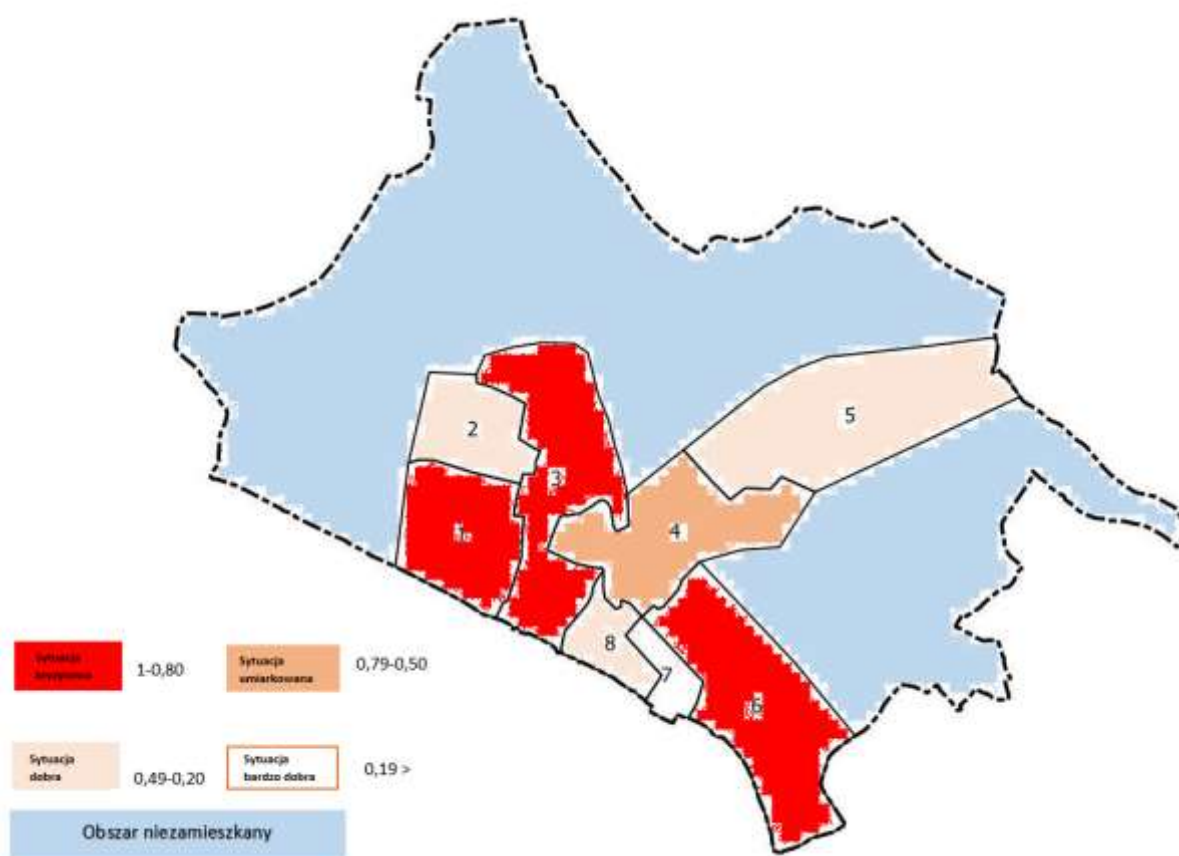 2
5
3
1
4
8
7
6
Sytuacja
1-0,80
Sytuacja
umiarkowana
0,79-0,50
Sytuacja
dobra
0,49-0,20
Sytuacja
bardzo dobra
0,19 >
Obszar niezamieszkany